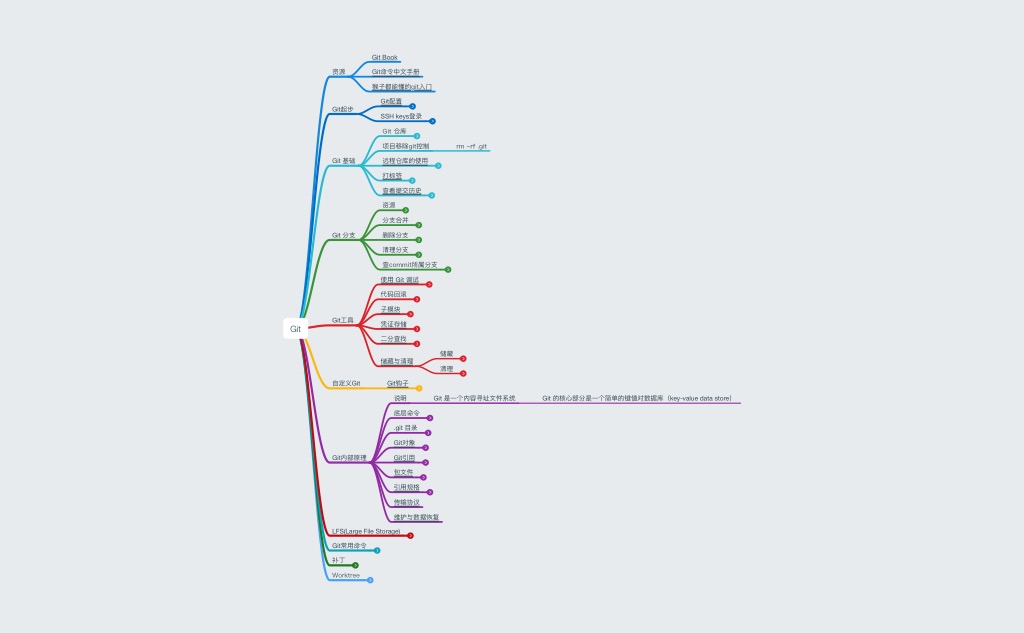 Git
资源
Git Book
Git命令中文手册
猴子都能懂的git入门
Git起步
Git配置
SSH keys登录
Git 基础
Git 仓库
项目移除git控制
rm -rf .git
远程仓库的使用
打标签
查看提交历史
Git 分支
资源
分支合并
删除分支
清理分支
查commit所属分支
Git工具
使用 Git 调试
代码回滚
子模块
凭证存储
二分查找
储藏与清理
储藏
清理
自定义Git
Git钩子
Git内部原理
说明
Git 是一个内容寻址文件系统
Git 的核心部分是一个简单的键值对数据库（key-value data store）
底层命令
.git 目录
Git对象
Git引用
包文件
引用规格
传输协议
维护与数据恢复
LFS(Large File Storage)
Git常用命令
补丁
Worktree